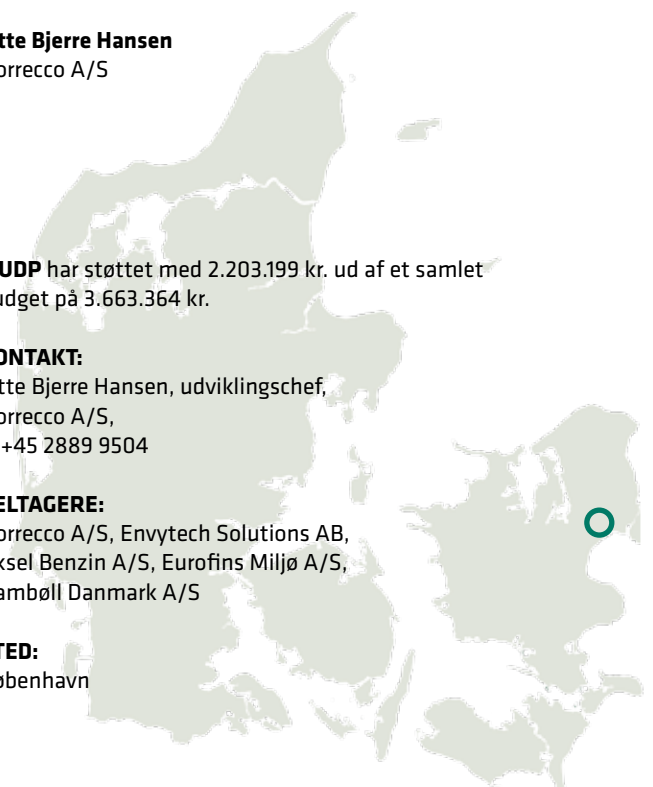 tte Bjerre Hansen
orrecco A/S
UDP har støttet med 2.203.199 kr. ud af et samlet
udget på 3.663.364 kr.
ONTAKT:
tte Bjerre Hansen, udviklingschef,
orrecco A/S,
+45 2889 9504
ELTAGERE:
orrecco A/S, Envytech Solutions AB,
ksel Benzin A/S, Eurofins Miljø A/S,
ambøll Danmark A/S
TED:
øbenhavn